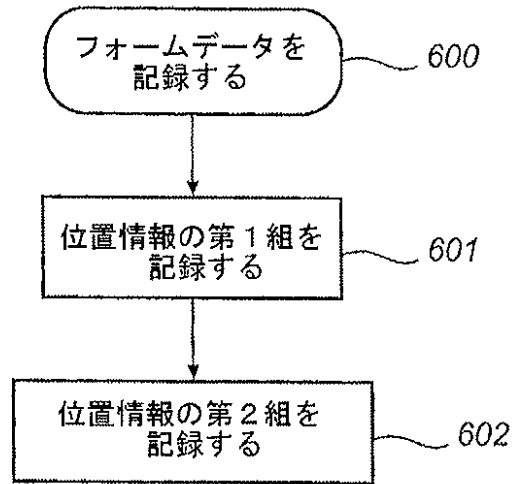 フォームデータを
記録する
600
位置情報の第1組を
記録する
601
位置情報の第2組を
記録する
602